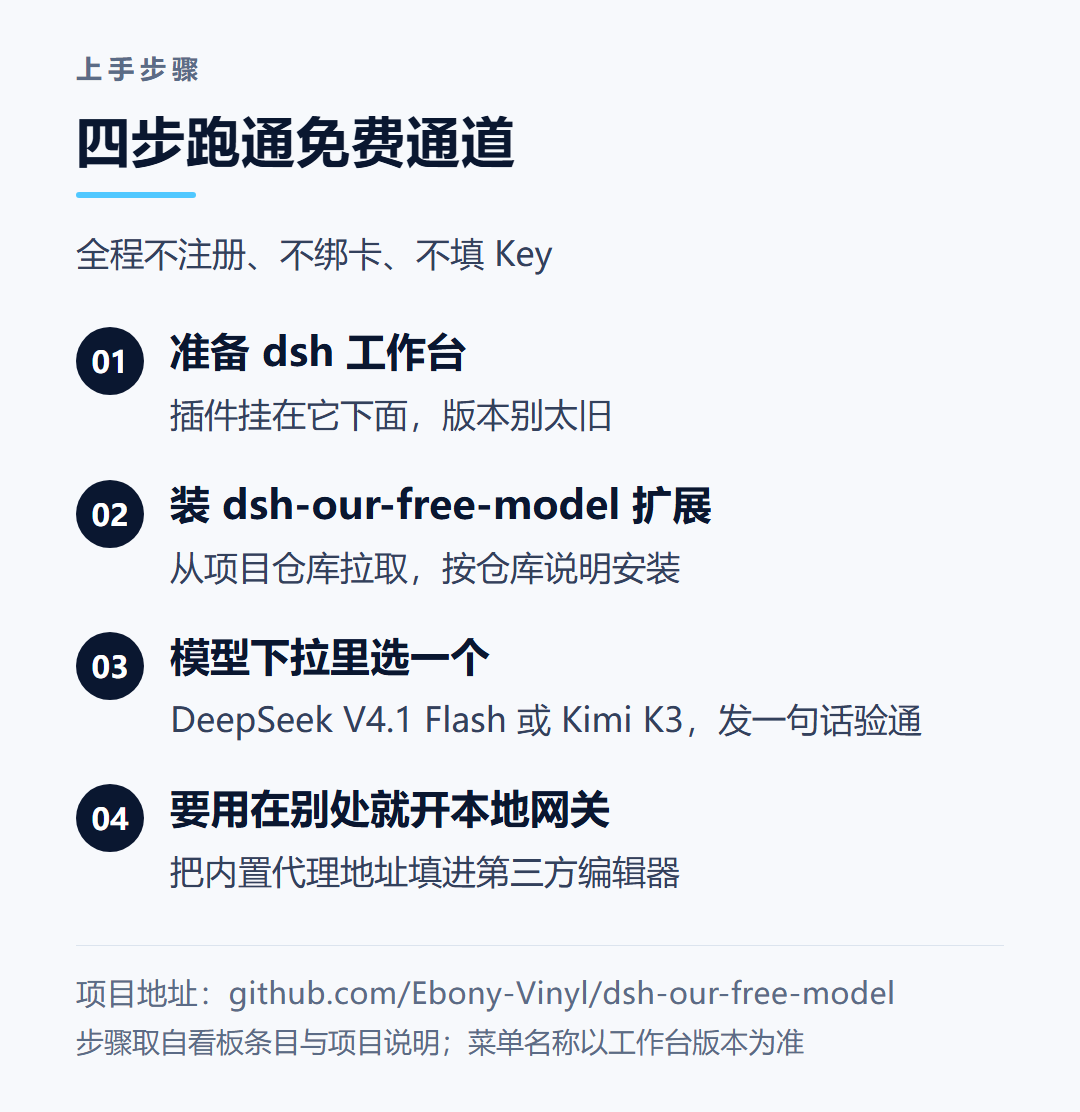 上手步骤
四步跑通免费通道
全程不注册、不绑卡、不填 Key
01
准备 dsh 工作台
插件挂在它下面，版本别太旧
02
装 dsh-our-free-model 扩展
从项目仓库拉取，按仓库说明安装
03
模型下拉里选一个
DeepSeek V4.1 Flash 或 Kimi K3，发一句话验通
04
要用在别处就开本地网关
把内置代理地址填进第三方编辑器
项目地址：github.com/Ebony-Vinyl/dsh-our-free-model
步骤取自看板条目与项目说明；菜单名称以工作台版本为准